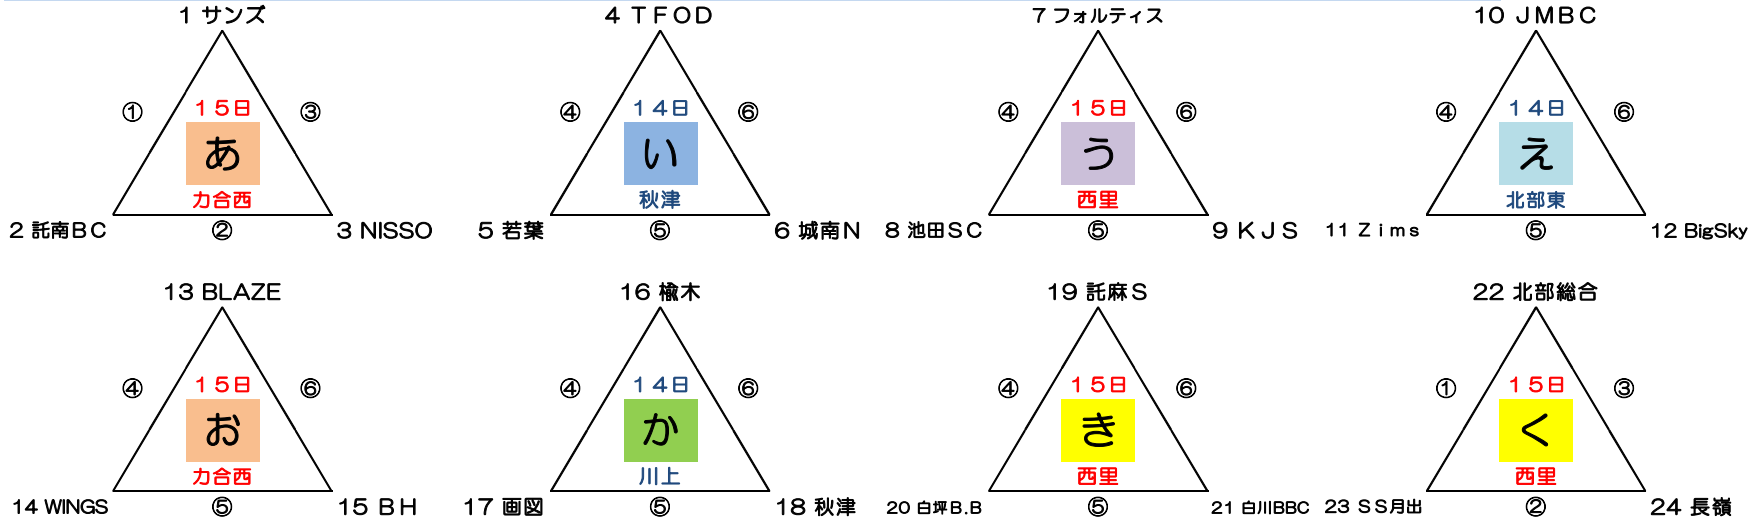 1 サンズ
4 ＴＦＯＤ
7 フォルティス
10 ＪＭＢＣ
① １５日 ③
④ １４日 ⑥
④ １５日 ⑥
④ １４日 ⑥
あ
い
う
え
力合西
秋津
西里
北部東
2 託南ＢＣ ② 3 NISSO
5 若葉 ⑤ 6 城南Ｎ
8 池田ＳＣ ⑤ 9 ＫＪＳ
11 Ｚｉｍｓ ⑤ 12 BigSky
13 BLAZE
16 楡木
19 託麻Ｓ
22 北部総合
④ １５日 ⑥
④ １４日 ⑥
④ １５日 ⑥
① １５日 ③
お
か
き
く
力合西
川上
西里
西里
14 WINGS ⑤ 15 ＢＨ
17 画図 ⑤ 18 秋津
20 白坪Ｂ.Ｂ ⑤ 21 白川BBC
23 ＳＳ月出 ② 24 長嶺